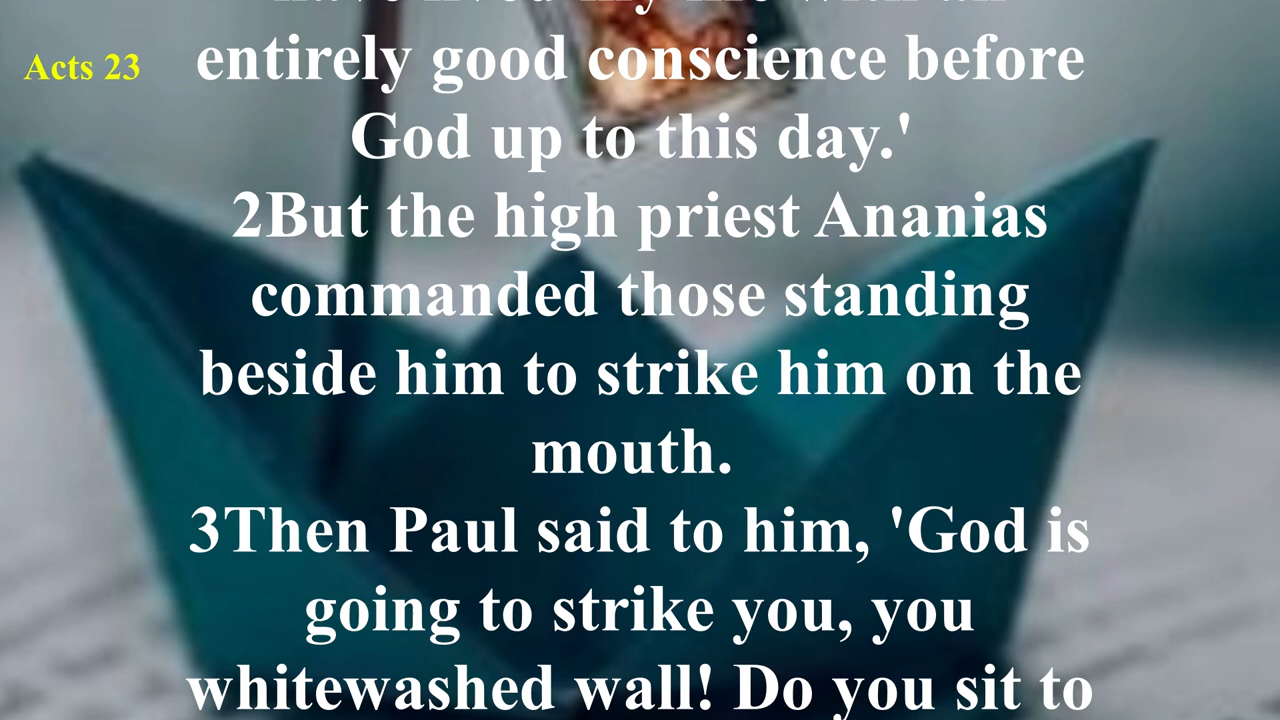 Acts 23
entirely good conscience before
God up to this day.'
2But the high priest Ananias
commanded those standing
beside him to strike him on the
mouth.
3Then Paul said to him, 'God is
going to strike you, you
whitewashed wall! Do you sit to